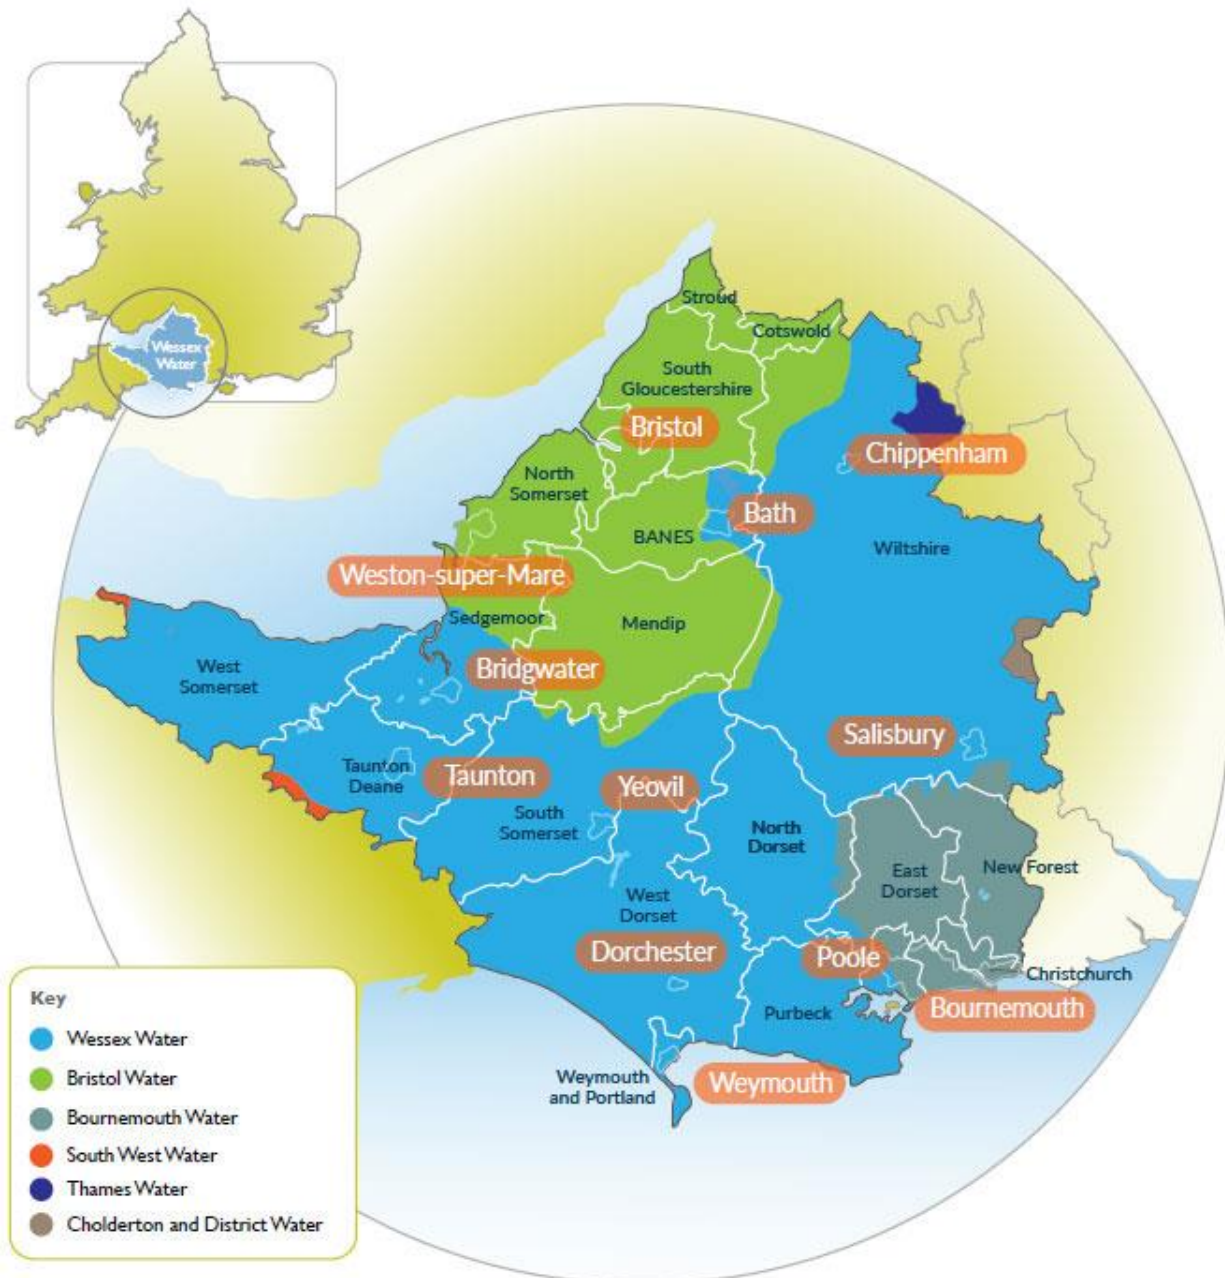 Wessex
Water
Stroud
Cotswold
South
Gloucestershire
Bristol
Chippenham
North
Somerset
Bath
BANES
Wiltshire
Weston-super-Mare
Sedgemoor
Mendip
Bridgwater
West
Somerset
Salisbury
Taunton
Deane
Taunton
Yeovil
South
Somerset
North
Dorset
East
Dorset
New Forest
West
Dorset
Dorchester
Poole
Christchurch
Bournemouth
Purbeck
Weymouth
and Portland
Weymouth
Key
Wessex Water
Bristol Water
Bournemouth Water
South West Water
Thames Water
Cholderton and District Water